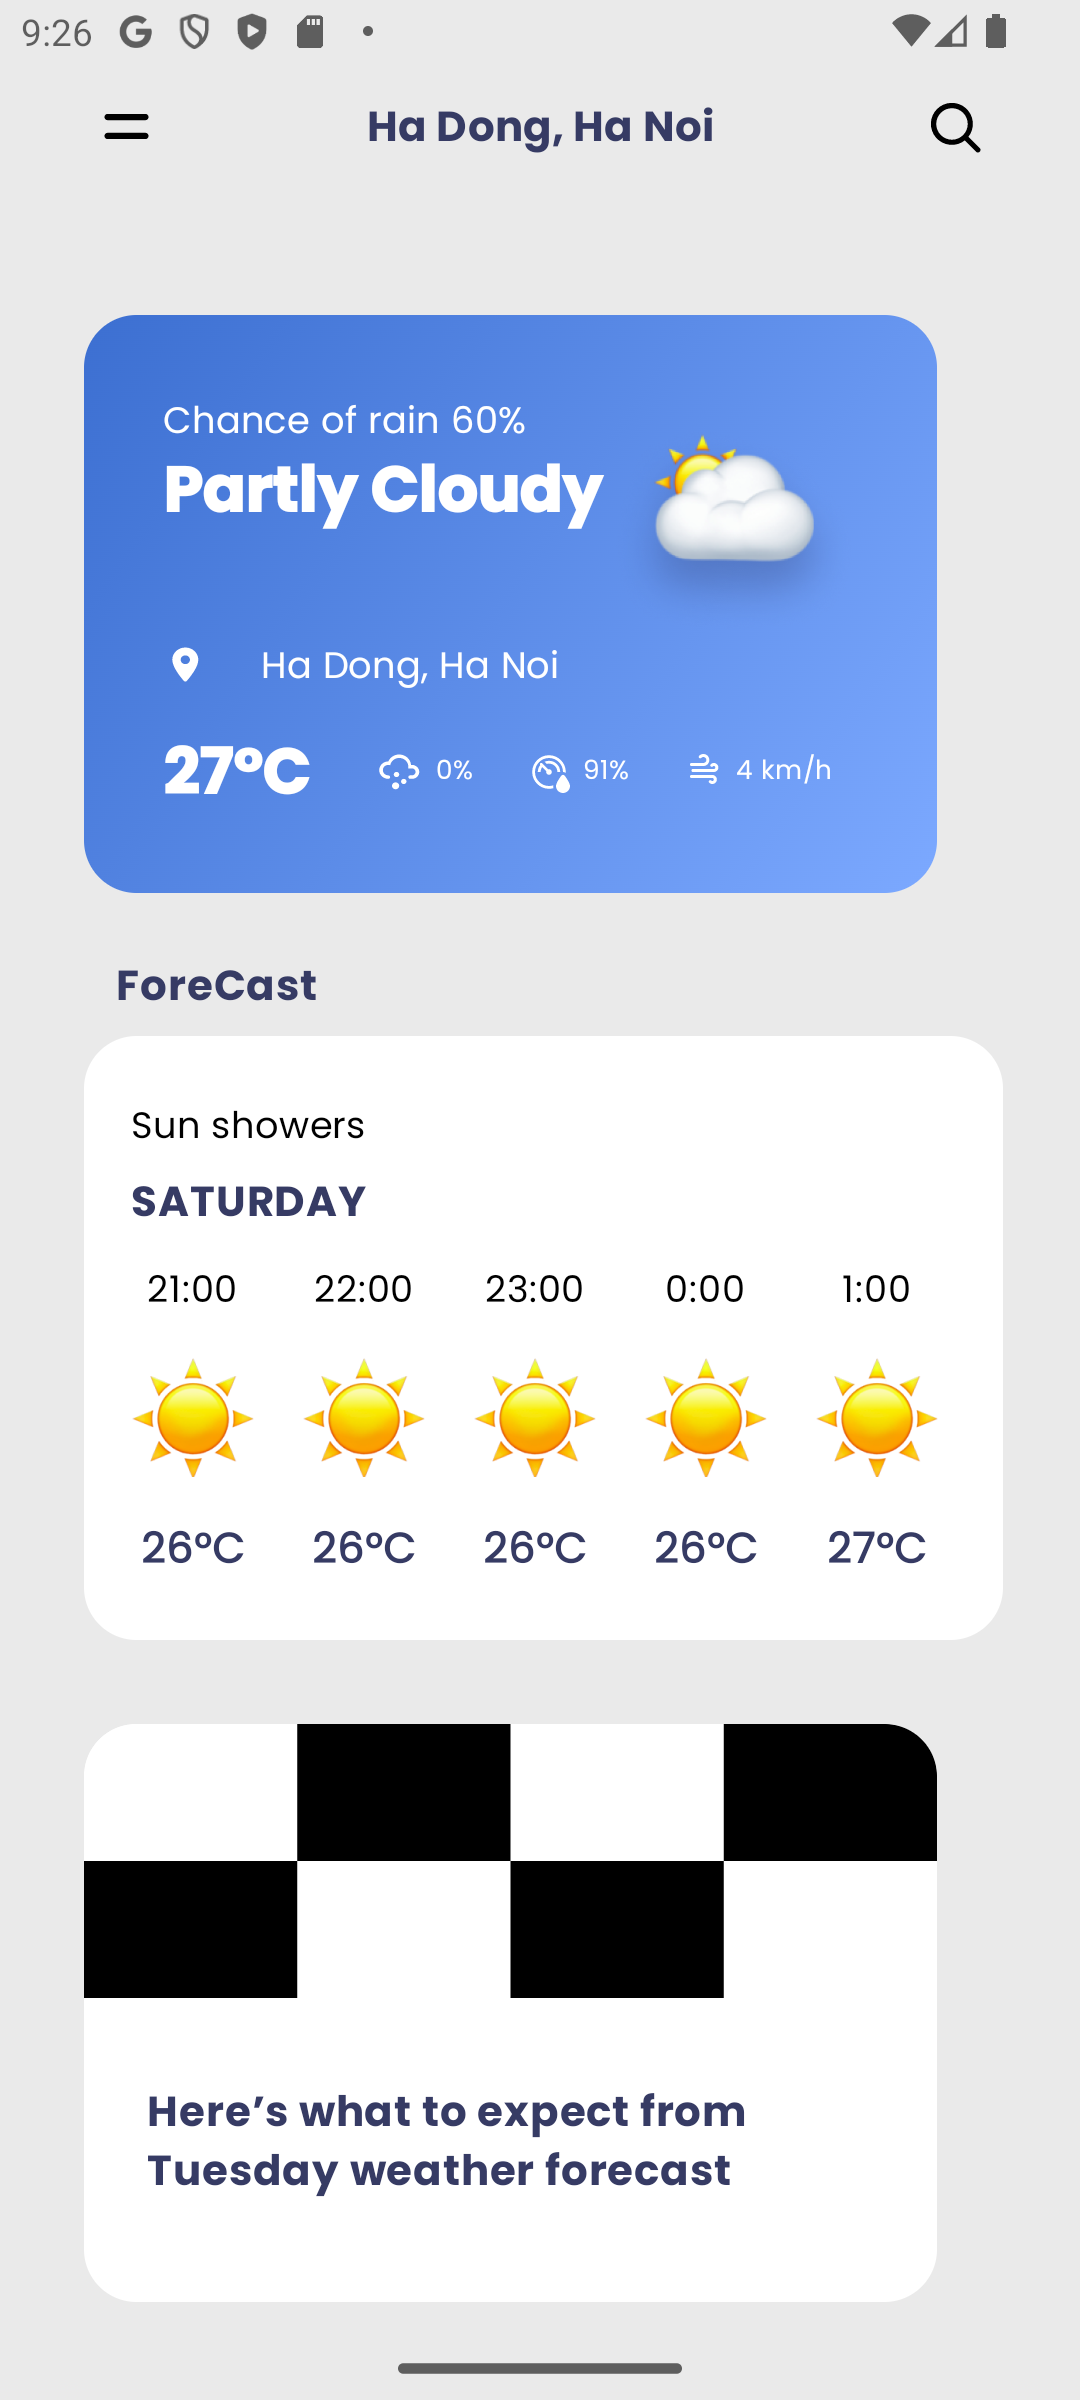 9:26
Ha Dong, Ha Noi
Chance of rain 60%
Partly Cloudy
Ha Dong, Ha Noi
27°C 0% 91% 4 km/h
ForeCast
Sun showers
SATURDAY
21:00 22:00 23:00 0:00 1:00
26°C 26°C 26°C 26°C 27°C
Here’s what to expect from
Tuesday weather forecast